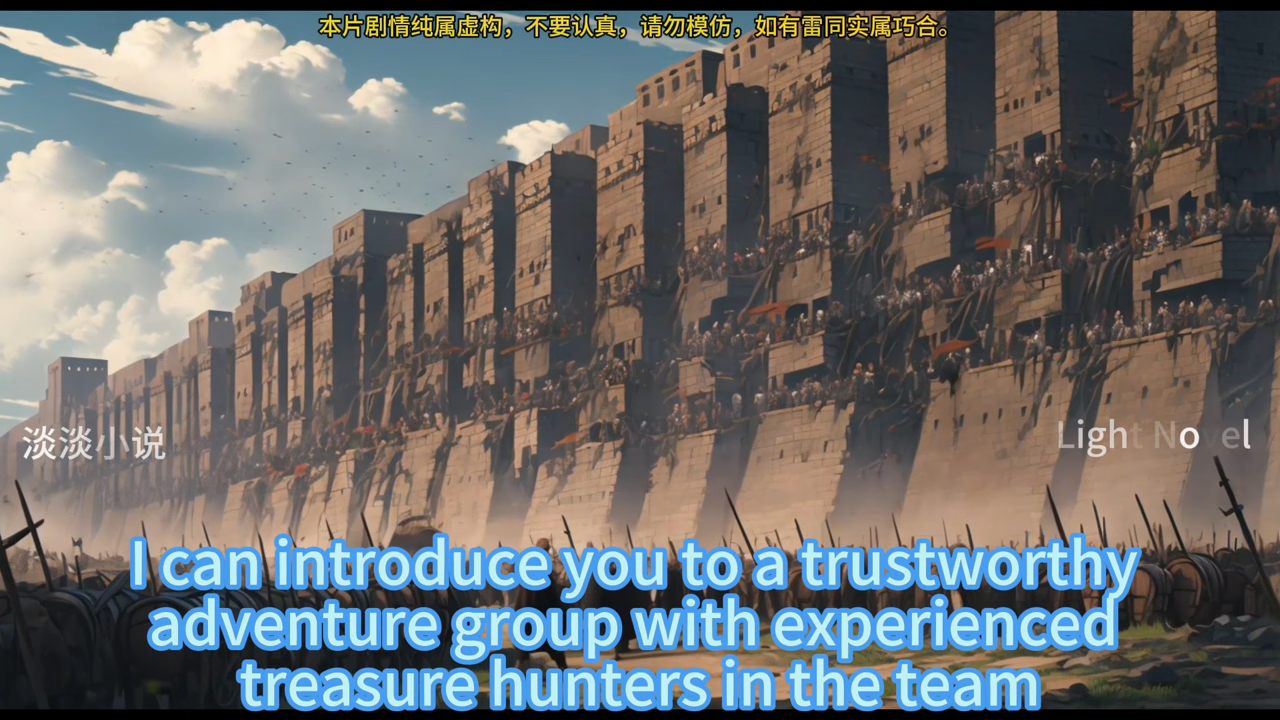 本片剧情纯属虚构，不要认真，请勿模仿，如有雷同实属巧合。
淡淡小说
Light Novel
I can introduce you to a trustworthy
adventure group with experienced
treasure hunters in the team